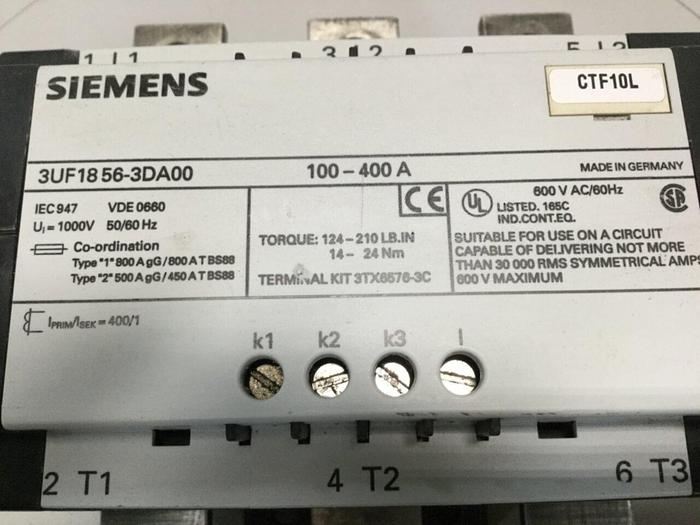 1 L1 3 L2 5 L3
SIEMENS
CTF10L
3UF18 56-3DA00
100 – 400 A
MADE IN GERMANY
IEC 947 VDE 0660
Uᵢ = 1000V 50/60 Hz
Co-ordination
Type "1" 800 A gG/800 A T BS88
Type "2" 500 A gG/450 A T BS88
CE
TORQUE: 124 – 210 LB.IN
14 – 24 Nm
TERMINAL KIT 3TX6576-3C
UL
600 V AC/60Hz
LISTED. 165C
IND.CONT.EQ.
SA
SUITABLE FOR USE ON A CIRCUIT
CAPABLE OF DELIVERING NOT MORE
THAN 30 000 RMS SYMMETRICAL AMPS
600 V MAXIMUM
IPRIM/ISEK = 400/1
k1 k2 k3 l
2 T1 4 T2 6 T3